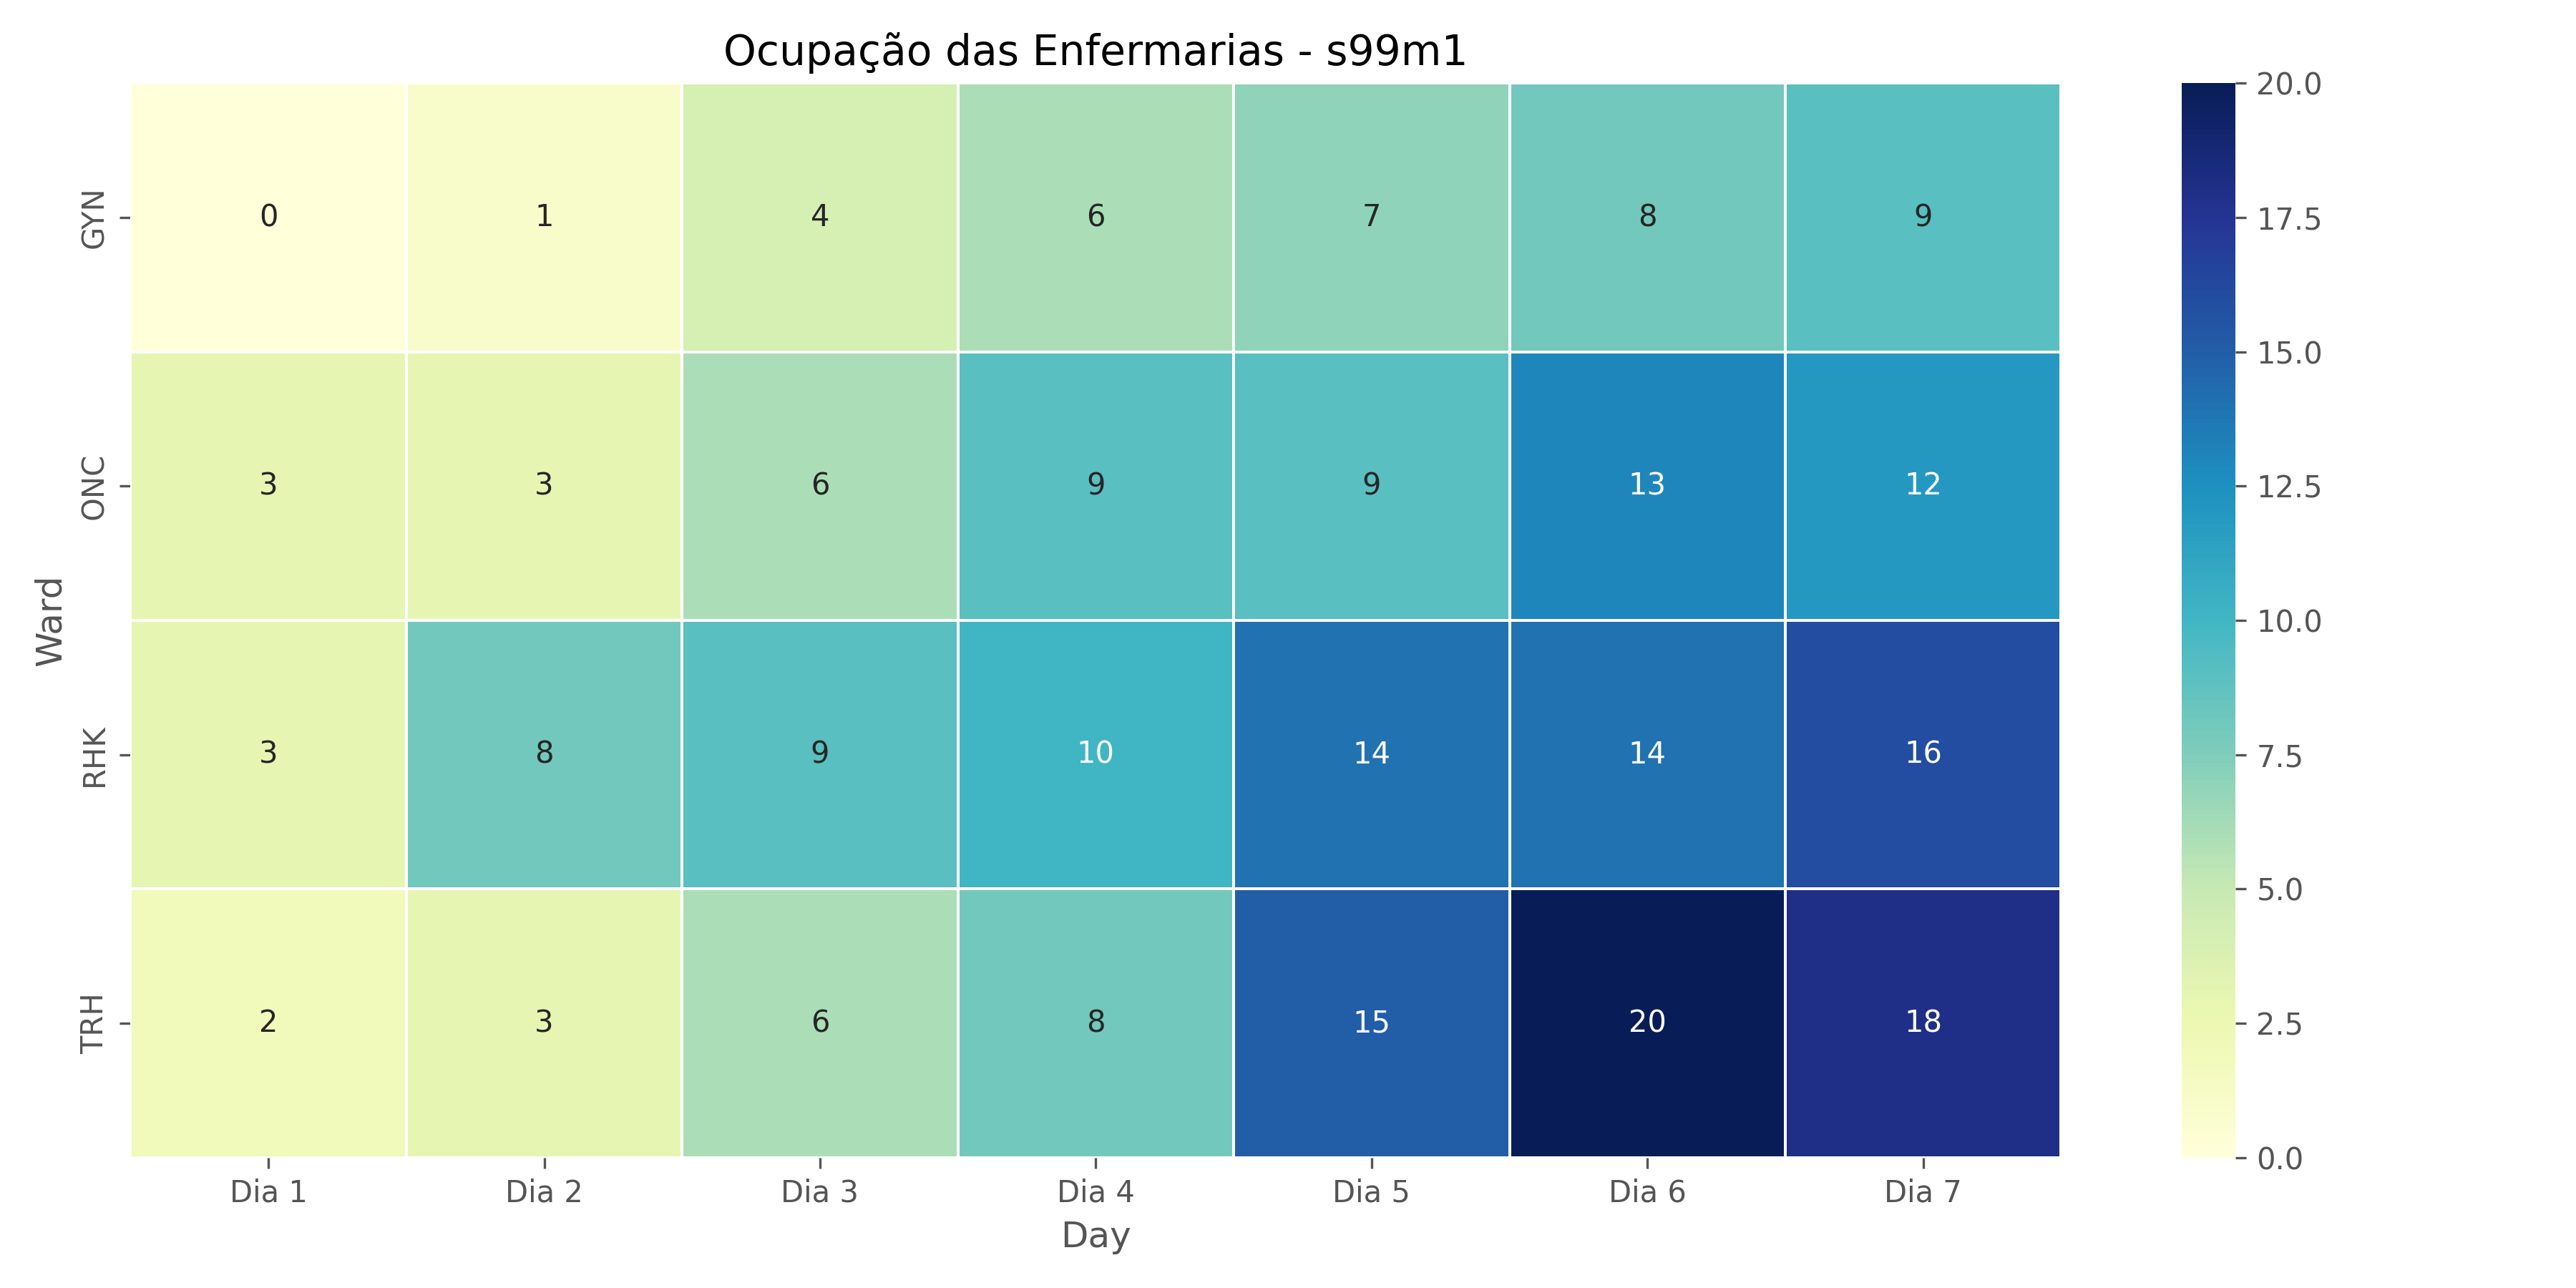 Ocupação das Enfermarias - s99m1
Ward
GYN 0 1 4 6 7 8 9
ONC 3 3 6 9 9 13 12
RHK 3 8 9 10 14 14 16
TRH 2 3 6 8 15 20 18
Dia 1 Dia 2 Dia 3 Dia 4 Dia 5 Dia 6 Dia 7
Day
20.0
17.5
15.0
12.5
10.0
7.5
5.0
2.5
0.0